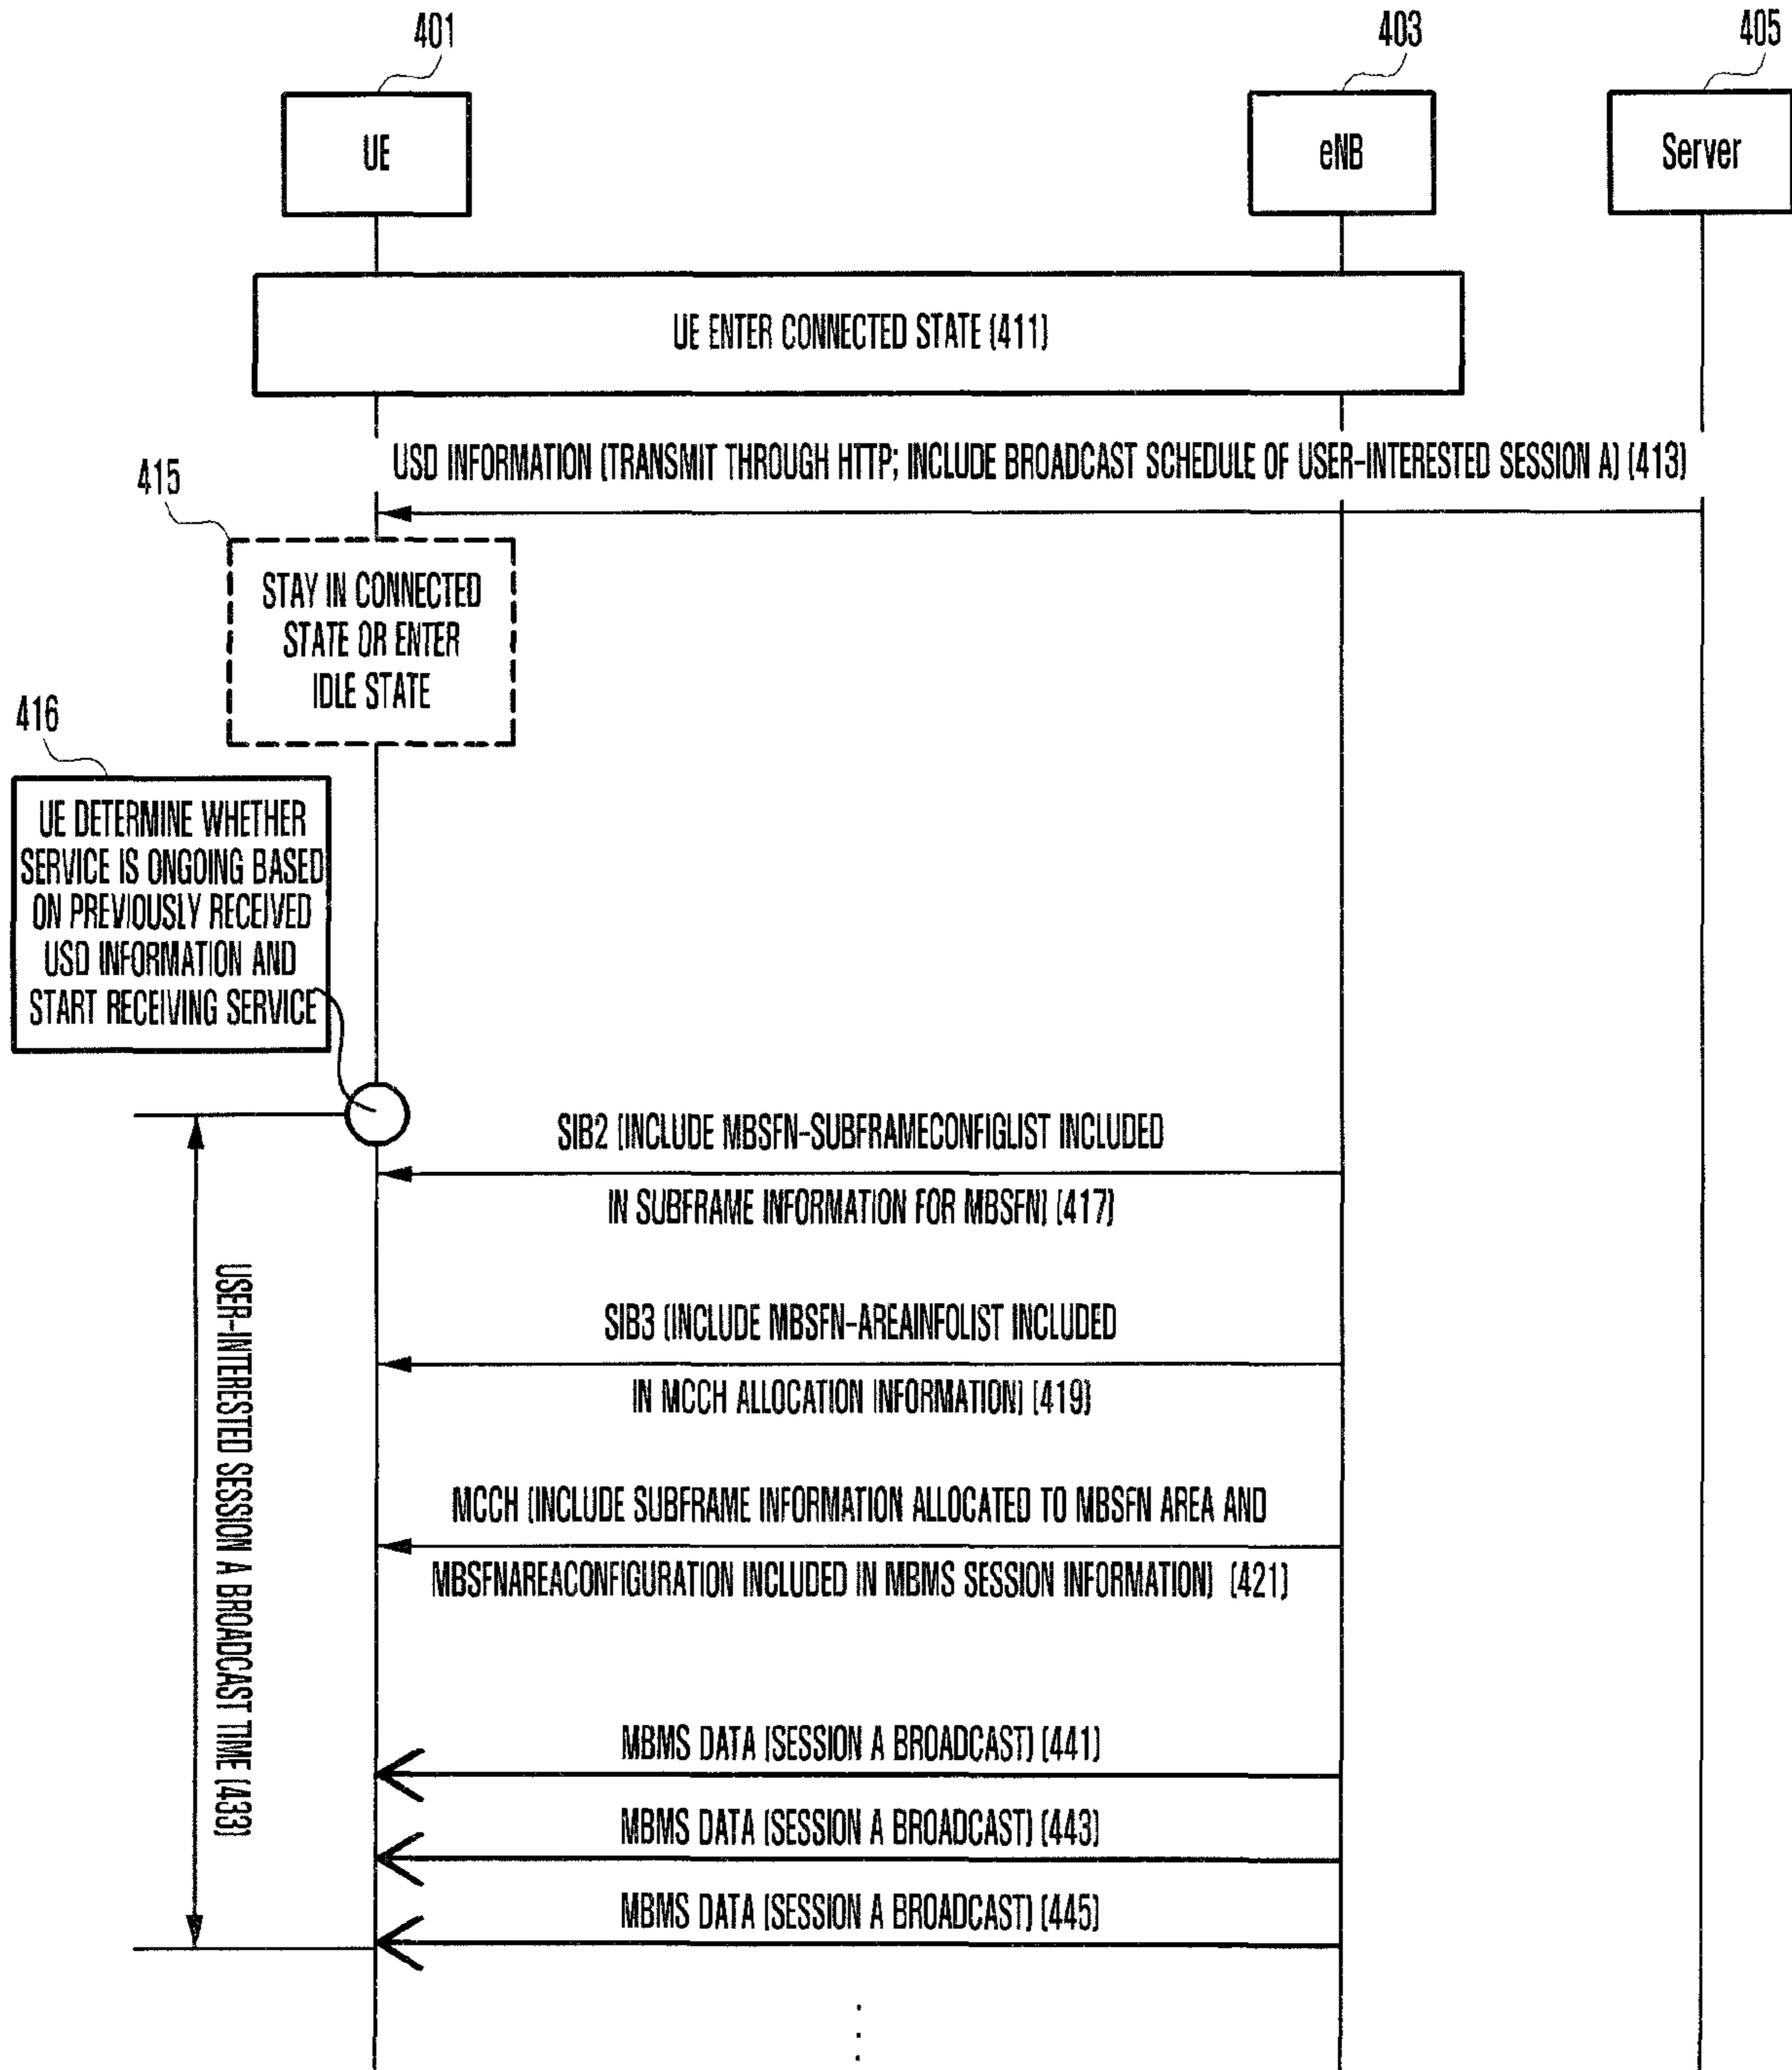 401
403
405
UE
eNB
Server
UE ENTER CONNECTED STATE (411)
USD INFORMATION (TRANSMIT THROUGH HTTP; INCLUDE BROADCAST SCHEDULE OF USER-INTERESTED SESSION A) (413)
415
STAY IN CONNECTED
STATE OR ENTER
IDLE STATE
416
UE DETERMINE WHETHER
SERVICE IS ONGOING BASED
ON PREVIOUSLY RECEIVED
USD INFORMATION AND
START RECEIVING SERVICE
SIB2 (INCLUDE MBSFN-SUBFRAMECONFIGLIST INCLUDED
IN SUBFRAME INFORMATION FOR MBSFN) (417)
SIB3 (INCLUDE MBSFN-AREAINFOLIST INCLUDED
IN MCCH ALLOCATION INFORMATION) (419)
MCCH (INCLUDE SUBFRAME INFORMATION ALLOCATED TO MBSFN AREA AND
MBSFNAREACONFIGURATION INCLUDED IN MBMS SESSION INFORMATION) (421)
USER-INTERESTED SESSION A BROADCAST TIME (433)
MBMS DATA (SESSION A BROADCAST) (441)
MBMS DATA (SESSION A BROADCAST) (443)
MBMS DATA (SESSION A BROADCAST) (445)